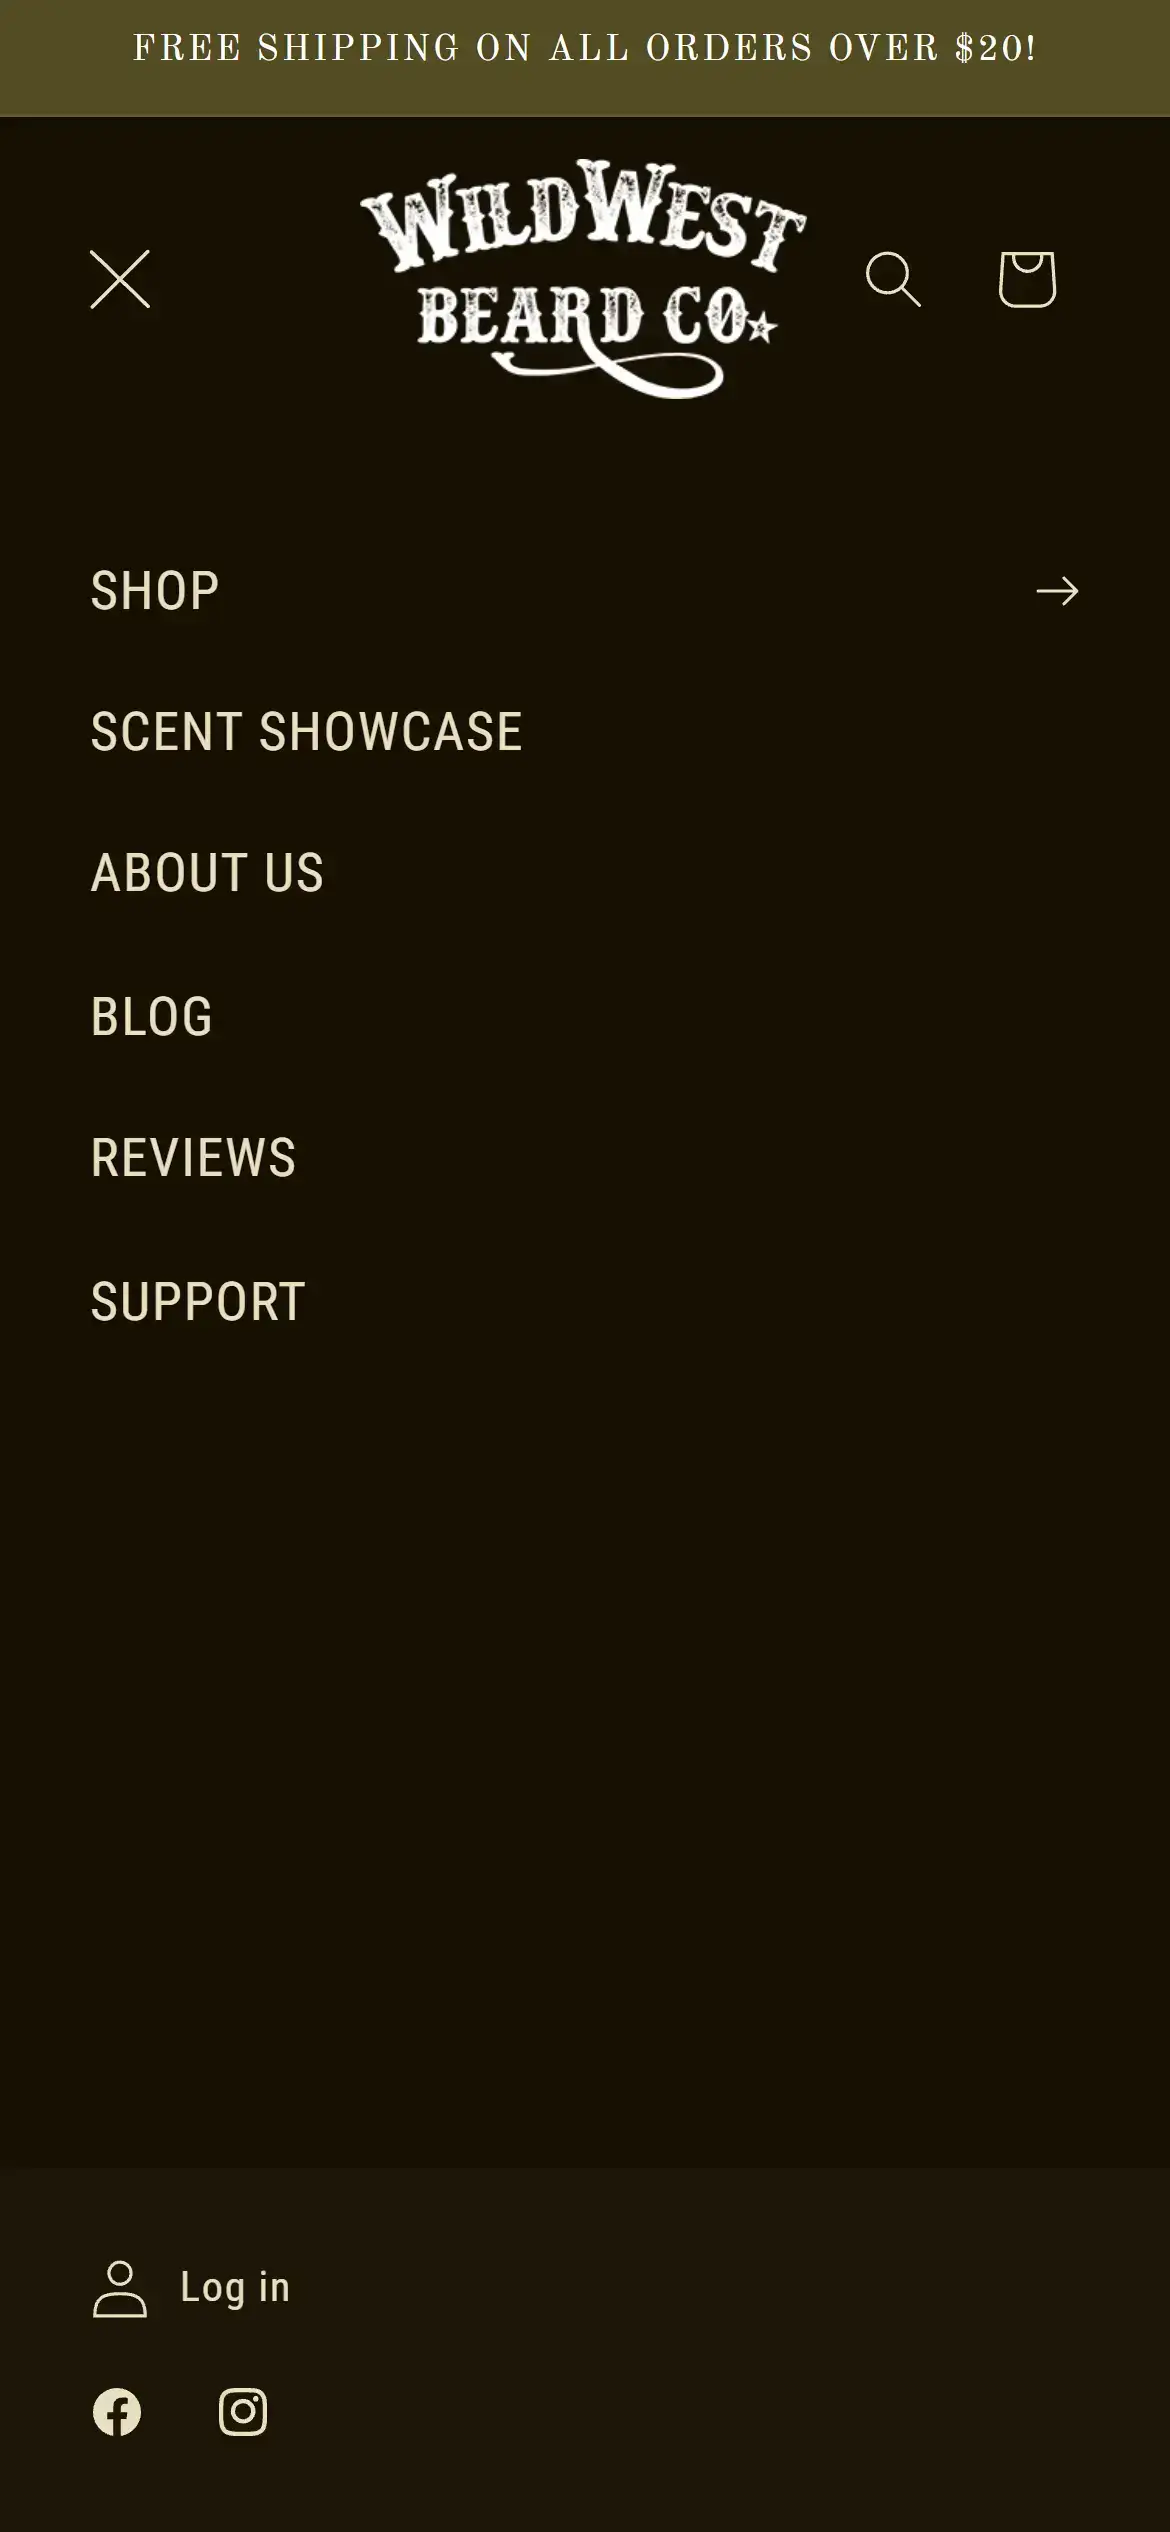 FREE SHIPPING ON ALL ORDERS OVER $20!
WILD WEST
BEARD CO
SHOP
SCENT SHOWCASE
ABOUT US
BLOG
REVIEWS
SUPPORT
Log in